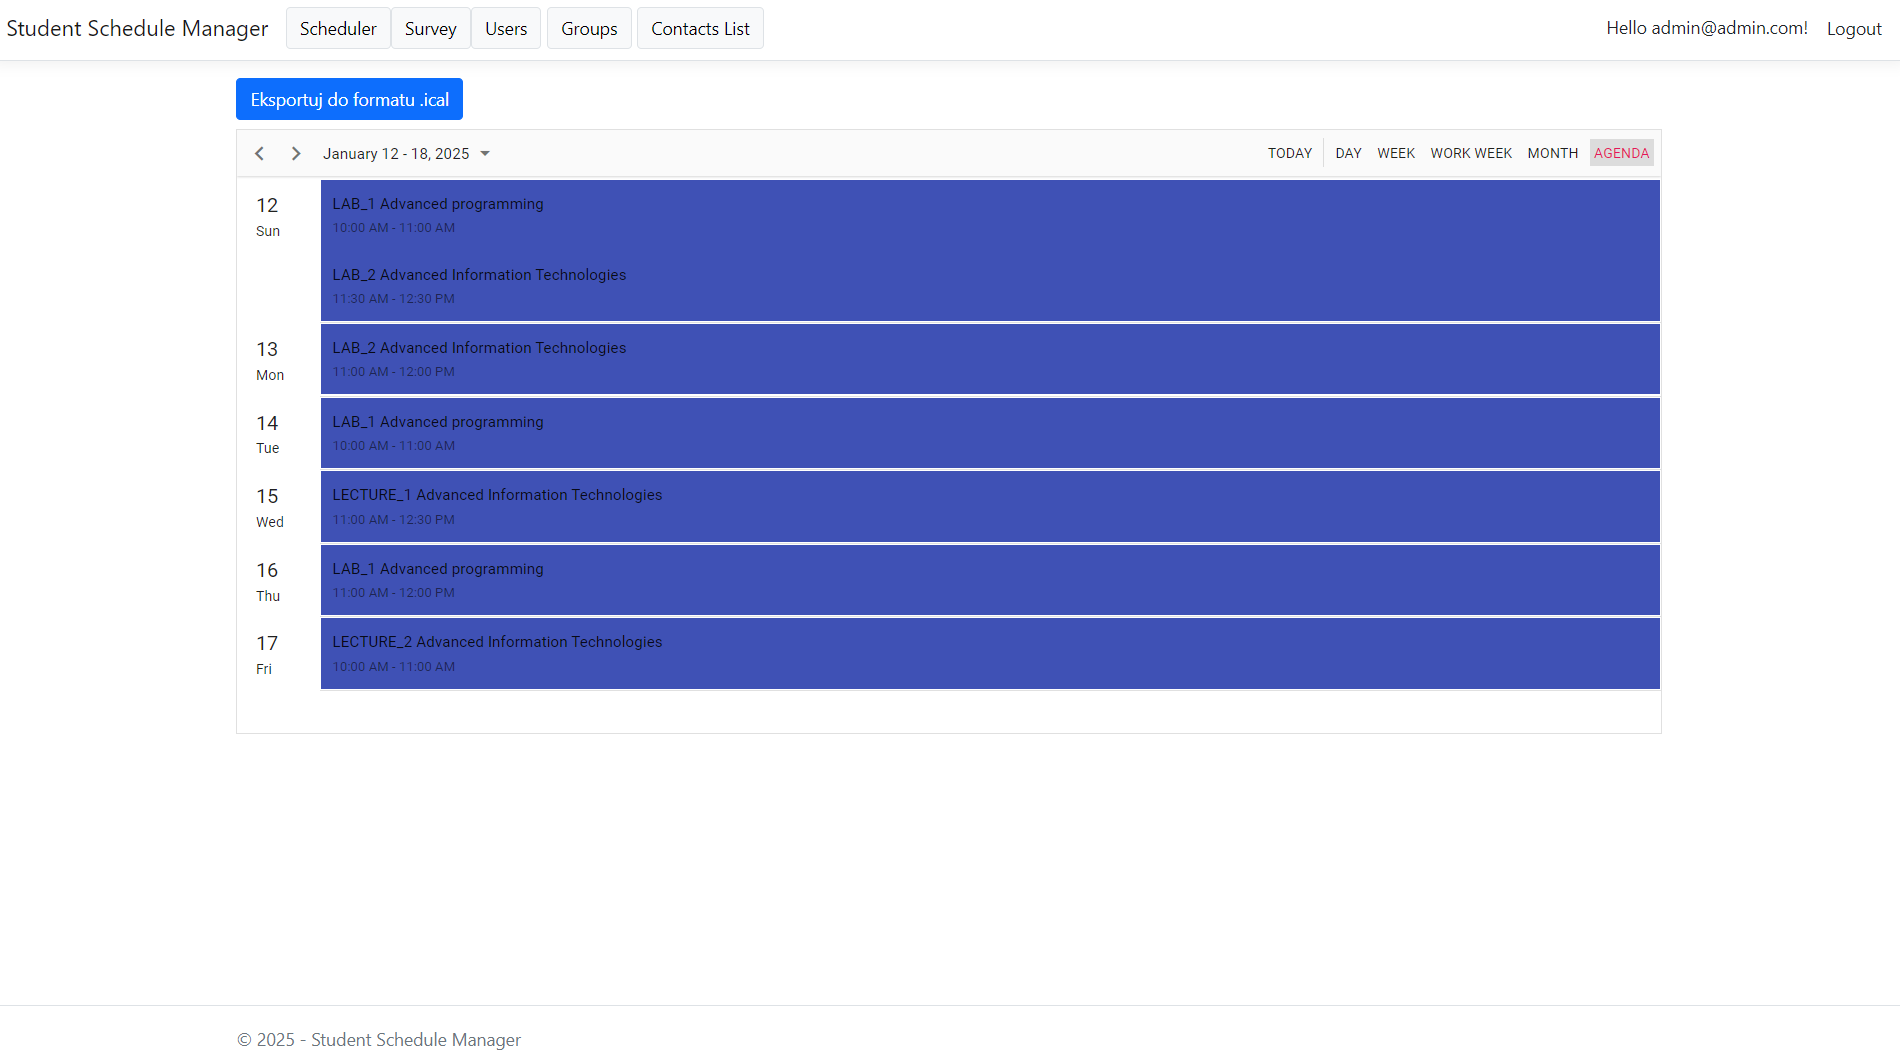 Student Schedule Manager Scheduler Survey Users Groups Contacts List Hello admin@admin.com! Logout
Eksportuj do formatu .ical
January 12 - 18, 2025 TODAY DAY WEEK WORK WEEK MONTH AGENDA
12 LAB_1 Advanced programming
Sun 10:00 AM - 11:00 AM
LAB_2 Advanced Information Technologies
11:30 AM - 12:30 PM
13 LAB_2 Advanced Information Technologies
Mon 11:00 AM - 12:00 PM
14 LAB_1 Advanced programming
Tue 10:00 AM - 11:00 AM
15 LECTURE_1 Advanced Information Technologies
Wed 11:00 AM - 12:30 PM
16 LAB_1 Advanced programming
Thu 11:00 AM - 12:00 PM
17 LECTURE_2 Advanced Information Technologies
Fri 10:00 AM - 11:00 AM
© 2025 - Student Schedule Manager